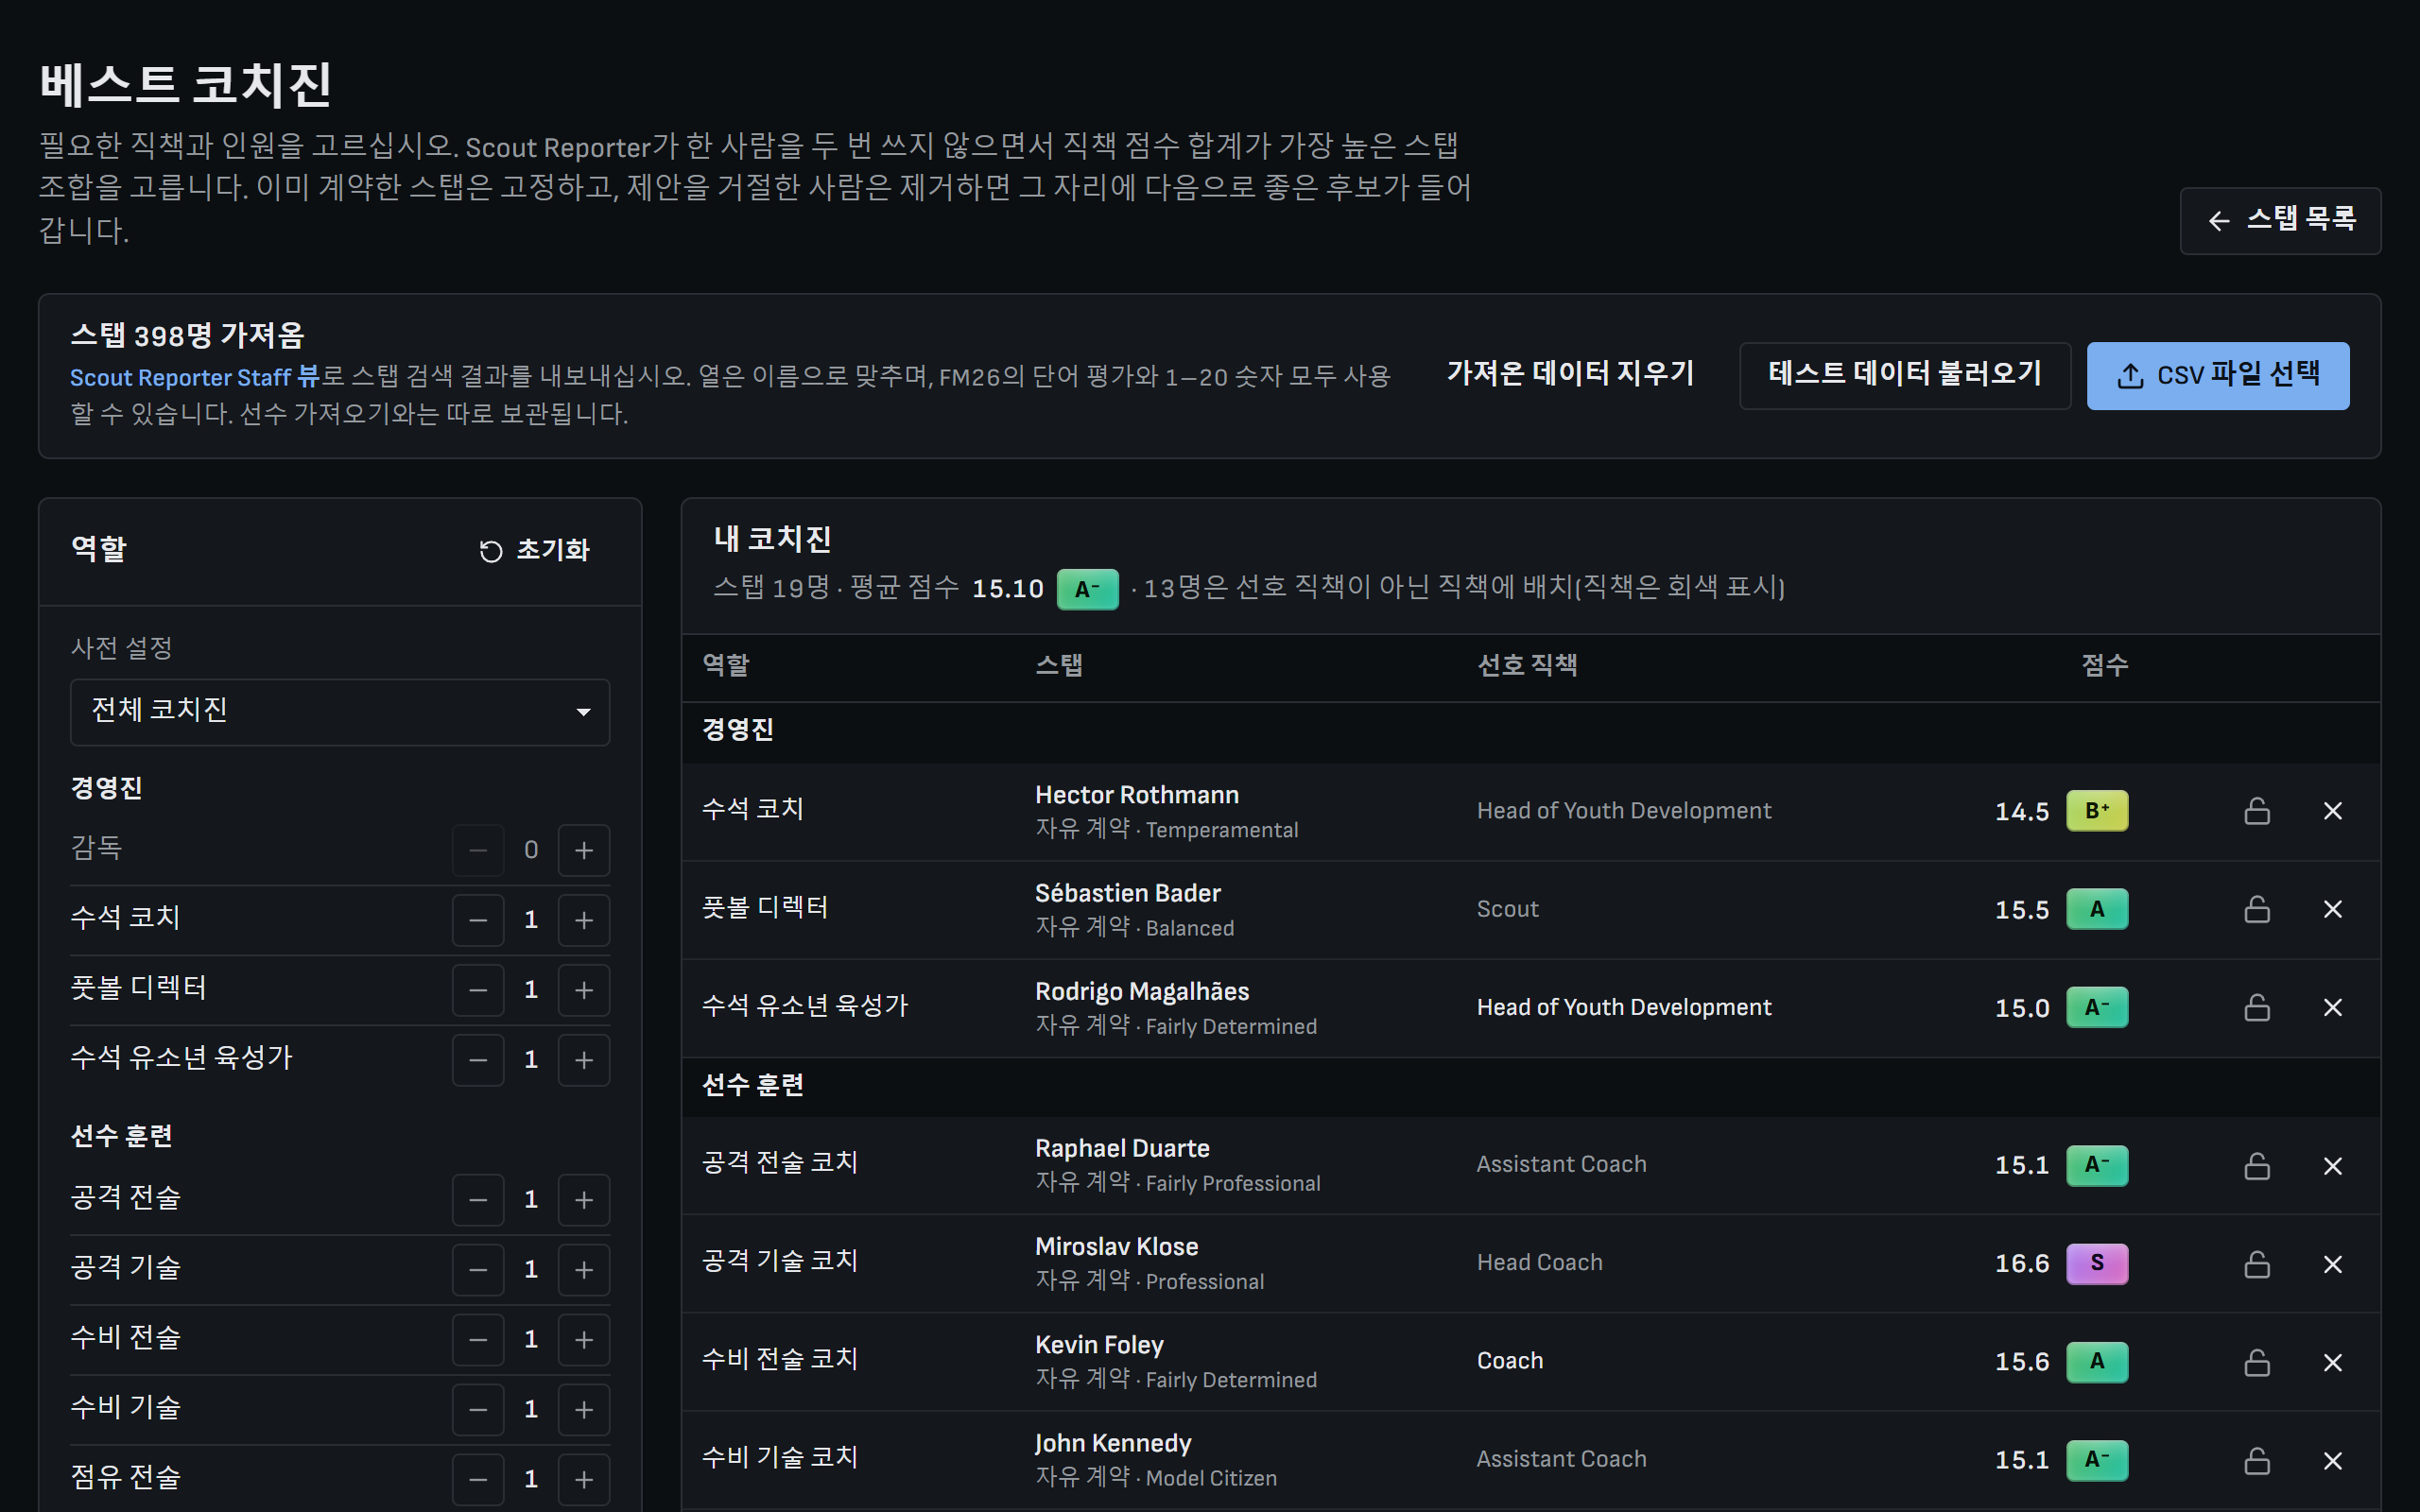 베스트 코치진
필요한 직책과 인원을 고르십시오. Scout Reporter가 한 사람을 두 번 쓰지 않으면서 직책 점수 합계가 가장 높은 스탭
조합을 고릅니다. 이미 계약한 스탭은 고정하고, 제안을 거절한 사람은 제거하면 그 자리에 다음으로 좋은 후보가 들어
갑니다.
← 스탭 목록
스탭 398명 가져옴
Scout Reporter Staff 뷰로 스탭 검색 결과를 내보내십시오. 열은 이름으로 맞추며, FM26의 단어 평가와 1–20 숫자 모두 사용
할 수 있습니다. 선수 가져오기와는 따로 보관됩니다.
가져온 데이터 지우기
테스트 데이터 불러오기
CSV 파일 선택
역할
초기화
사전 설정
전체 코치진
경영진
감독 − 0 +
수석 코치 − 1 +
풋볼 디렉터 − 1 +
수석 유소년 육성가 − 1 +
선수 훈련
공격 전술 − 1 +
공격 기술 − 1 +
수비 전술 − 1 +
수비 기술 − 1 +
점유 전술 − 1 +
내 코치진
스탭 19명 · 평균 점수 15.10 A⁻ · 13명은 선호 직책이 아닌 직책에 배치(직책은 회색 표시)
역할 스탭 선호 직책 점수
경영진
수석 코치 Hector Rothmann Head of Youth Development 14.5 B⁺
자유 계약 · Temperamental
풋볼 디렉터 Sébastien Bader Scout 15.5 A
자유 계약 · Balanced
수석 유소년 육성가 Rodrigo Magalhães Head of Youth Development 15.0 A⁻
자유 계약 · Fairly Determined
선수 훈련
공격 전술 코치 Raphael Duarte Assistant Coach 15.1 A⁻
자유 계약 · Fairly Professional
공격 기술 코치 Miroslav Klose Head Coach 16.6 S
자유 계약 · Professional
수비 전술 코치 Kevin Foley Coach 15.6 A
자유 계약 · Fairly Determined
수비 기술 코치 John Kennedy Assistant Coach 15.1 A⁻
자유 계약 · Model Citizen